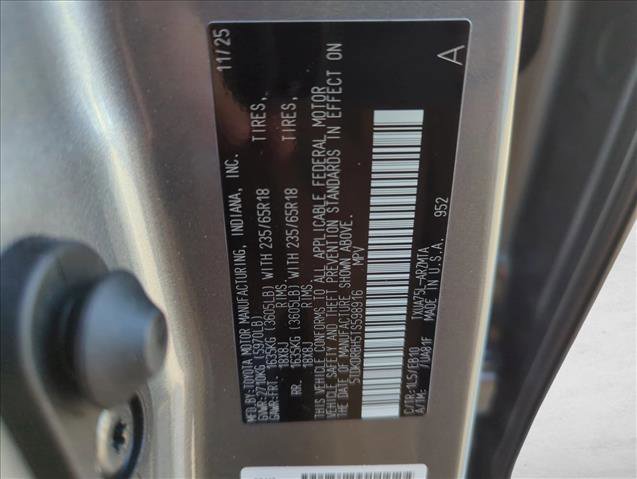 MFD.BY:TOYOTA MOTOR MANUFACTURING, INDIANA, INC. 11/25
GVWR:2710KG (5970LB)
GAWR:FRT. 1635KG (3605LB) WITH 235/65R18 TIRES,
18X8J RIMS.
RR. 1635KG (3605LB) WITH 235/65R18 TIRES,
18X8J RIMS.
THIS VEHICLE CONFORMS TO ALL APPLICABLE FEDERAL MOTOR
VEHICLE SAFETY AND THEFT PREVENTION STANDARDS IN EFFECT ON
THE DATE OF MANUFACTURE SHOWN ABOVE.
5TDKDRBH5TS598916 MPV
C/TR:1L5/EB10 TXUA75L-ARZMTA A
A/TM: /UA81F MADE IN U.S.A. 952